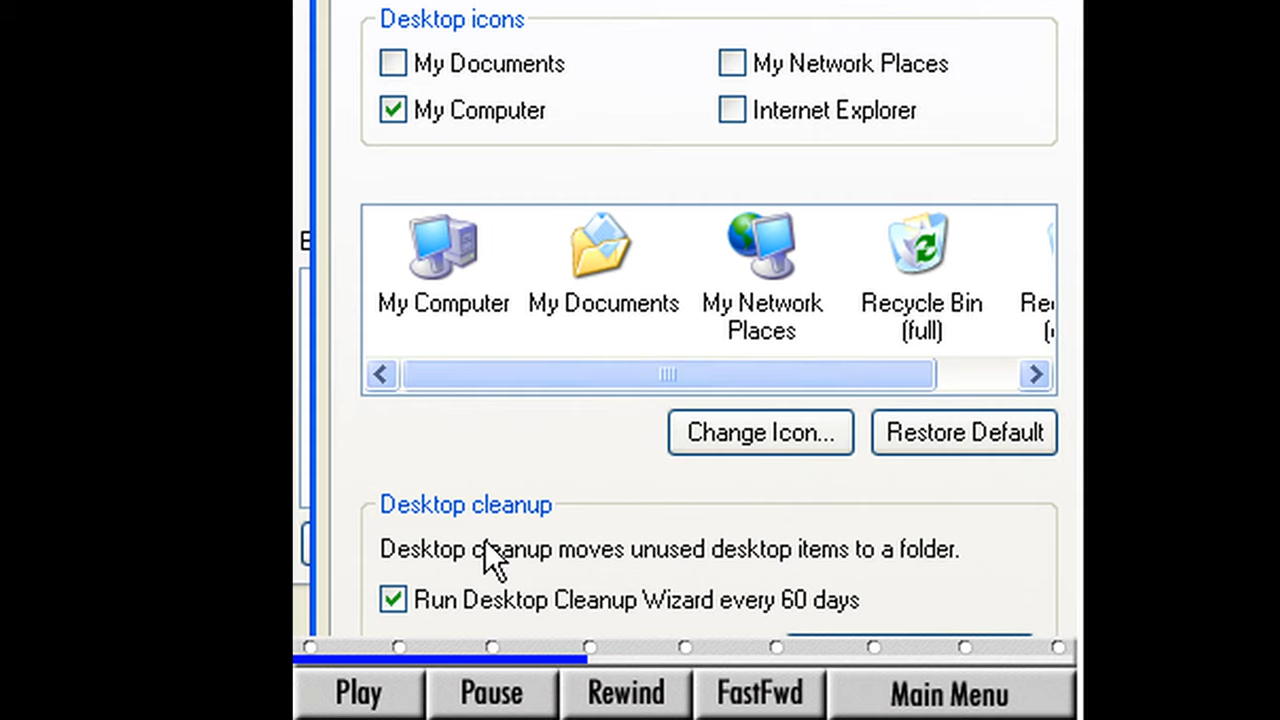 Desktop icons
My Documents
My Network Places
My Computer
Internet Explorer
My Computer
My Documents
My Network
Places
Recycle Bin
(full)
Change Icon...
Restore Default
Desktop cleanup
Desktop cleanup moves unused desktop items to a folder.
Run Desktop Cleanup Wizard every 60 days
Play
Pause
Rewind
FastFwd
Main Menu